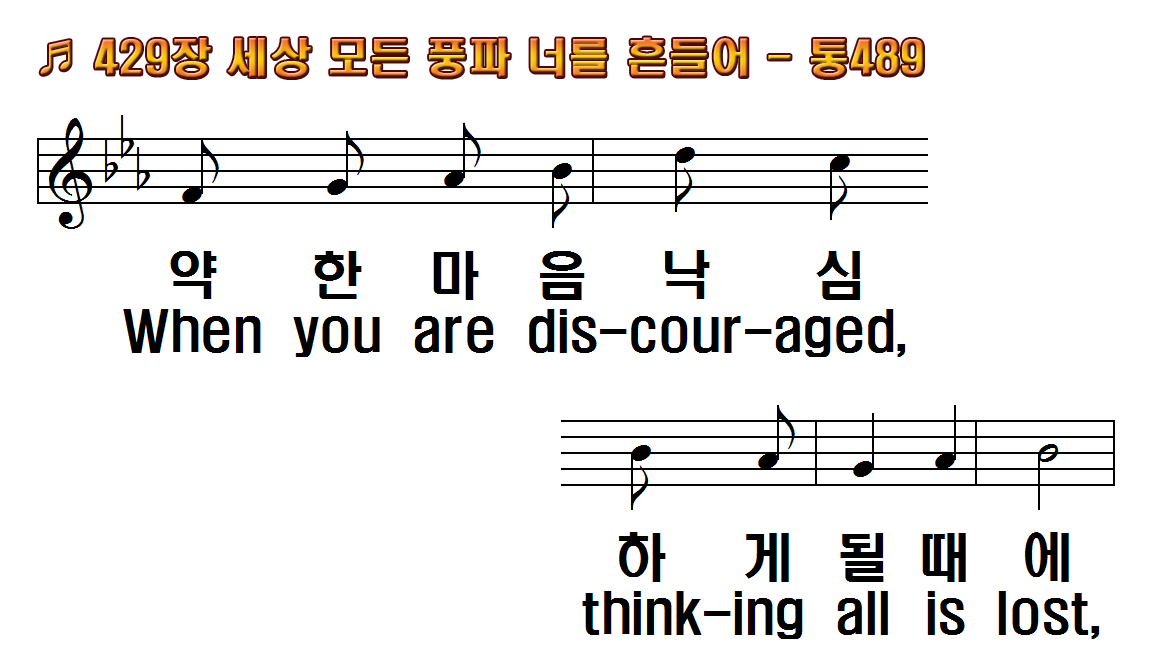 ♬ 429장 세상 모든 풍파 너를 흔들어 - 통489
약 한 마 음 낙 심
When you are dis-cour-aged,
하 게 될 때 에
think-ing all is lost,